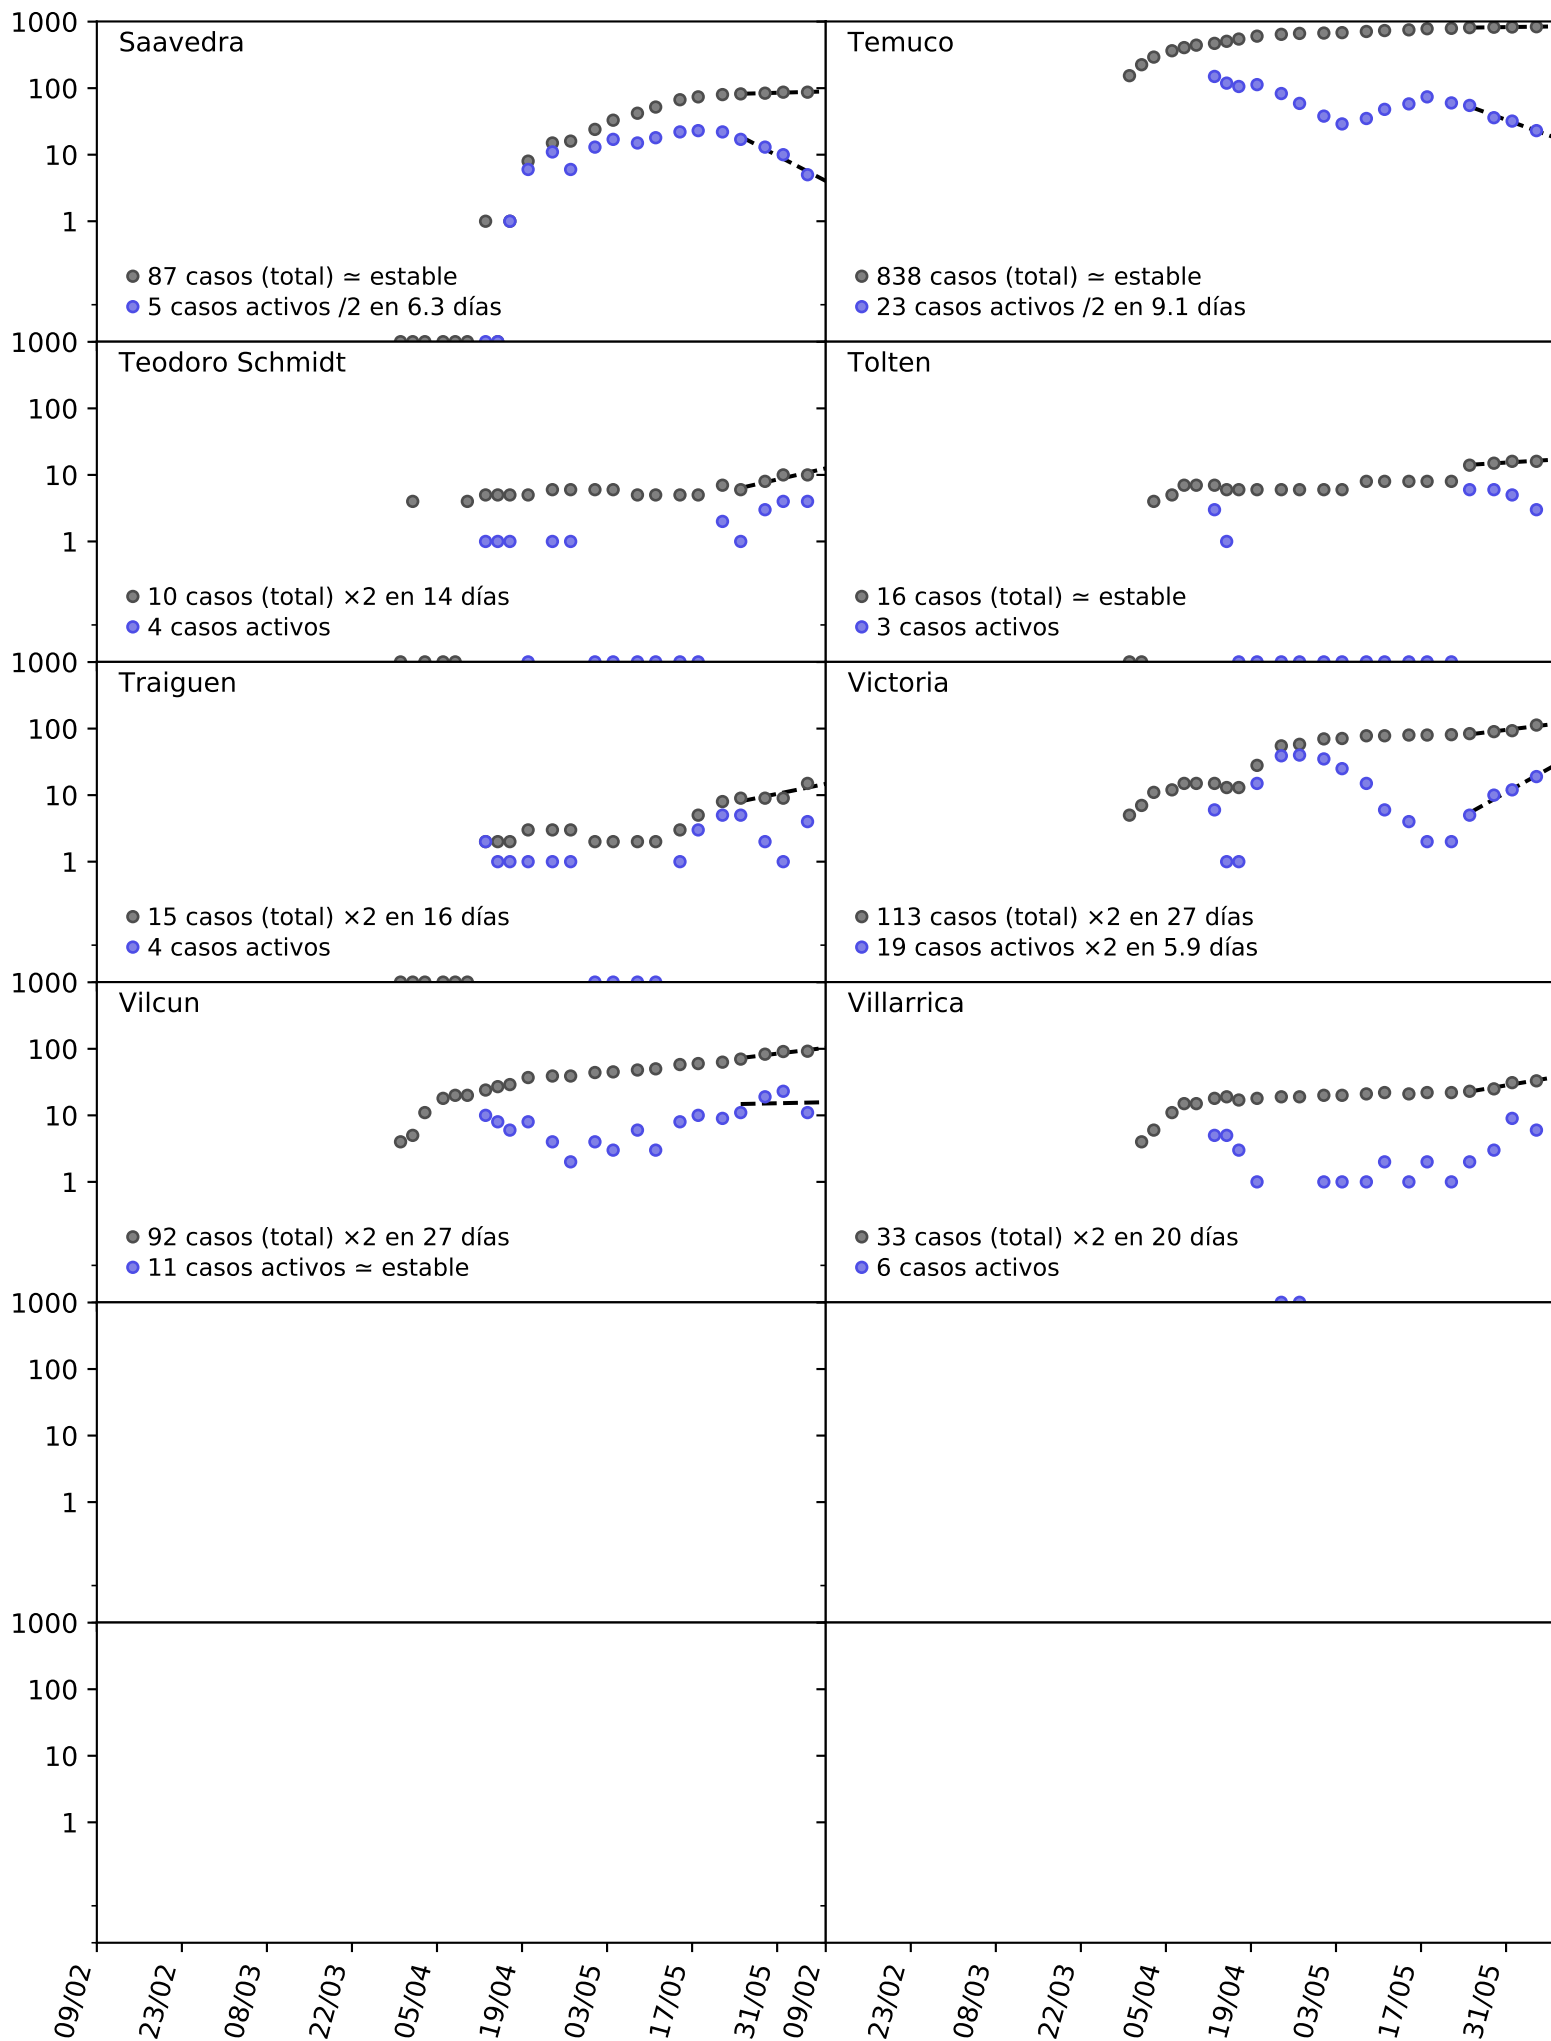 1000
Saavedra
Temuco
100
10
1
87 casos (total) ≃ estable
838 casos (total) ≃ estable
5 casos activos /2 en 6.3 días
23 casos activos /2 en 9.1 días
1000
Teodoro Schmidt
Tolten
100
10
1
10 casos (total) ×2 en 14 días
16 casos (total) ≃ estable
4 casos activos
3 casos activos
1000
Traiguen
Victoria
100
10
1
15 casos (total) ×2 en 16 días
113 casos (total) ×2 en 27 días
4 casos activos
19 casos activos ×2 en 5.9 días
1000
Vilcun
Villarrica
100
10
1
92 casos (total) ×2 en 27 días
33 casos (total) ×2 en 20 días
11 casos activos ≃ estable
6 casos activos
1000
100
10
1
1000
100
10
1
09/02
23/02
08/03
22/03
05/04
19/04
03/05
17/05
31/05
09/02
23/02
08/03
22/03
05/04
19/04
03/05
17/05
31/05